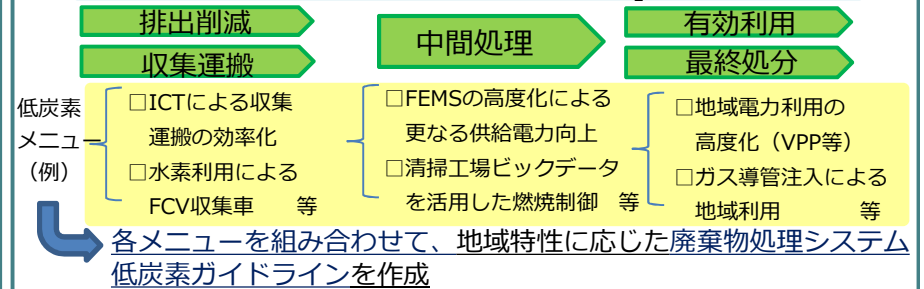 排出削減
収集運搬
中間処理
有効利用
最終処分
低炭素
メニュー
（例）
□ICTによる収集
運搬の効率化
□水素利用による
FCV収集車　等
□FEMSの高度化による
更なる供給電力向上
□清掃工場ビックデータ
を活用した燃焼制御　等
□地域電力利用の
高度化（VPP等）
□ガス導管注入による
地域利用　等
各メニューを組み合わせて、地域特性に応じた廃棄物処理システム
低炭素ガイドラインを作成